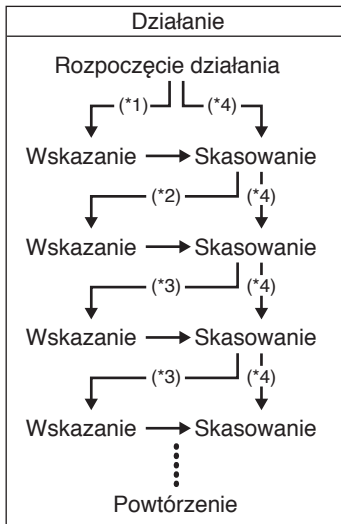 Działanie
Rozpoczęcie działania
(*1) (*4)
Wskazanie Skasowanie
(*2) (*4)
Wskazanie Skasowanie
(*3) (*4)
Wskazanie Skasowanie
(*3) (*4)
Wskazanie Skasowanie
Powtórzenie